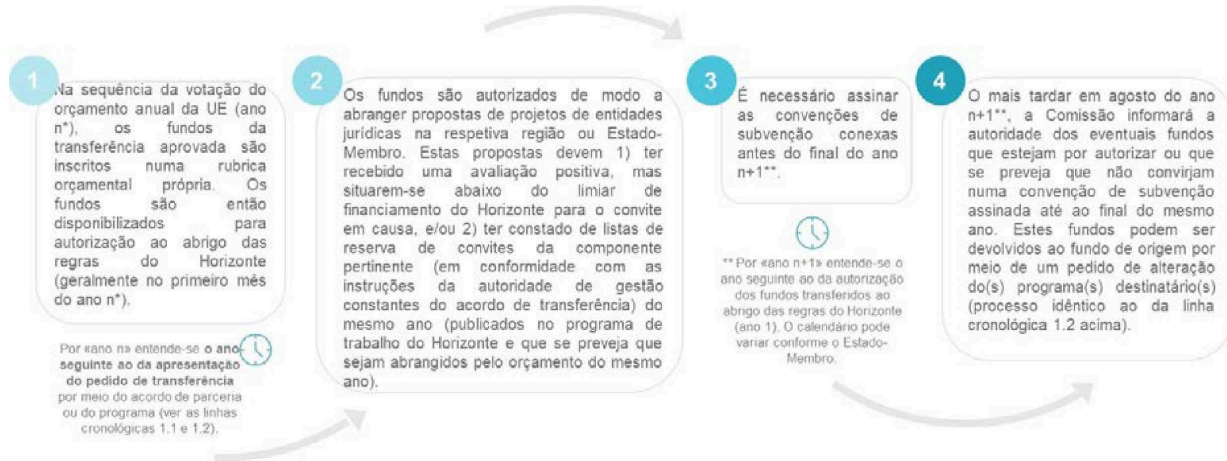 1
Na sequência da votação do
orçamento anual da UE (ano
n*), os fundos da
transferência aprovada são
inscritos numa rubrica
orçamental própria. Os
fundos são então
disponibilizados para
autorização ao abrigo das
regras do Horizonte
(geralmente no primeiro mês
do ano n*).
Por «ano n» entende-se o ano
seguinte ao da apresentação
do pedido de transferência
por meio do acordo de parceria
ou do programa (ver as linhas
cronológicas 1.1 e 1.2).
2
Os fundos são autorizados de modo a
abranger propostas de projetos de entidades
jurídicas na respetiva região ou Estado-
Membro. Estas propostas devem 1) ter
recebido uma avaliação positiva, mas
situarem-se abaixo do limiar de
financiamento do Horizonte para o convite
em causa, e/ou 2) ter constado de listas de
reserva de convites da componente
pertinente (em conformidade com as
instruções da autoridade de gestão
constantes do acordo de transferência) do
mesmo ano (publicados no programa de
trabalho do Horizonte e que se preveja que
sejam abrangidos pelo orçamento do mesmo
ano).
3
É necessário assinar
as convenções de
subvenção conexas
antes do final do ano
n+1**.
** Por «ano n+1» entende-se o
ano seguinte ao da autorização
dos fundos transferidos ao
abrigo das regras do Horizonte
(ano 1). O calendário pode
variar conforme o Estado-
Membro.
4
O mais tardar em agosto do ano
n+1**, a Comissão informará a
autoridade dos eventuais fundos
que estejam por autorizar ou que
se preveja que não convirjam
numa convenção de subvenção
assinada até ao final do mesmo
ano. Estes fundos podem ser
devolvidos ao fundo de origem por
meio de um pedido de alteração
do(s) programa(s) destinatário(s)
(processo idêntico ao da linha
cronológica 1.2 acima).